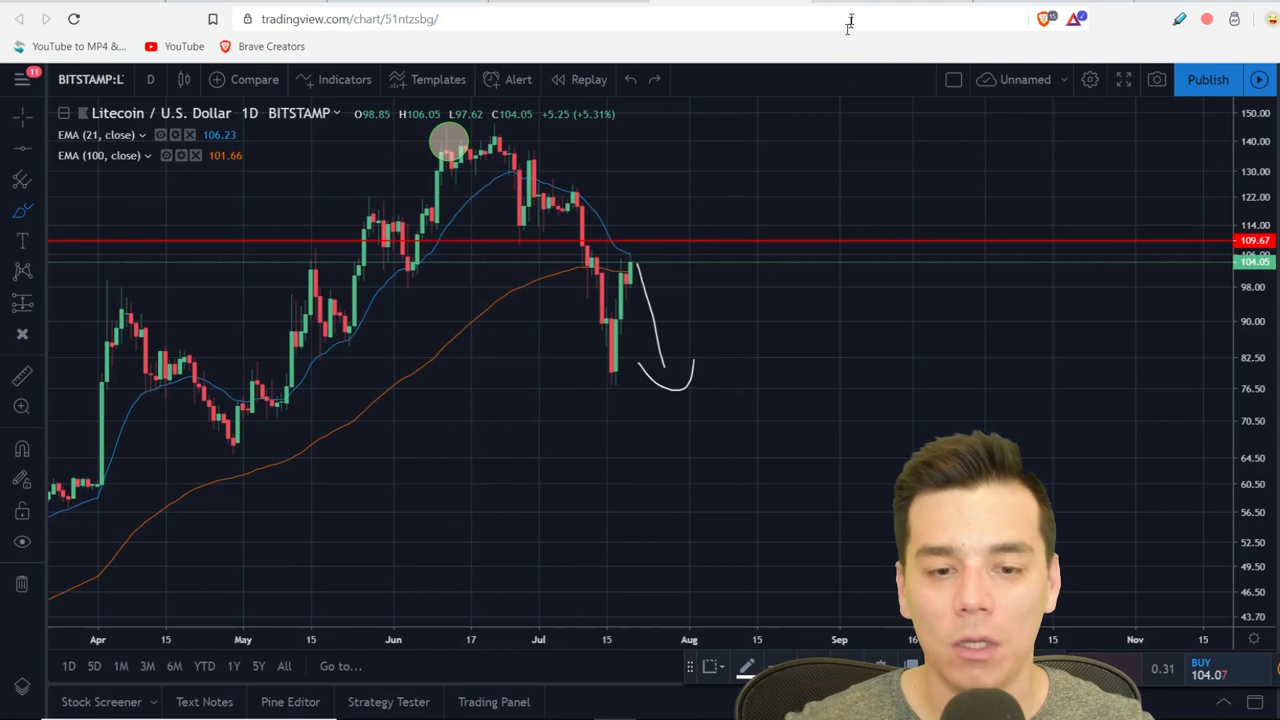 tradingview.com/chart/51ntzsbg/
15
YouTube to MP4 &...
YouTube
Brave Creators
11
BITSTAMP:L
D
Compare
Indicators
Templates
Alert
Replay
Unnamed
Publish
Litecoin / U.S. Dollar 1D BITSTAMP O98.85 H106.05 L97.62 C104.05 +5.25 (+5.31%)
EMA (21, close) 106.23
EMA (100, close) 101.66
150.00
140.00
130.00
122.00
114.00
109.67
106.00
104.05
98.00
90.00
82.50
76.50
70.50
64.50
60.50
56.50
52.50
49.50
46.50
43.70
Apr 15 May 15 Jun 17 Jul 15 Aug 15 Sep 16 15 Nov 15
1D 5D 1M 3M 6M YTD 1Y 5Y All Go to...
0.31
BUY
104.07
Stock Screener Text Notes Pine Editor Strategy Tester Trading Panel